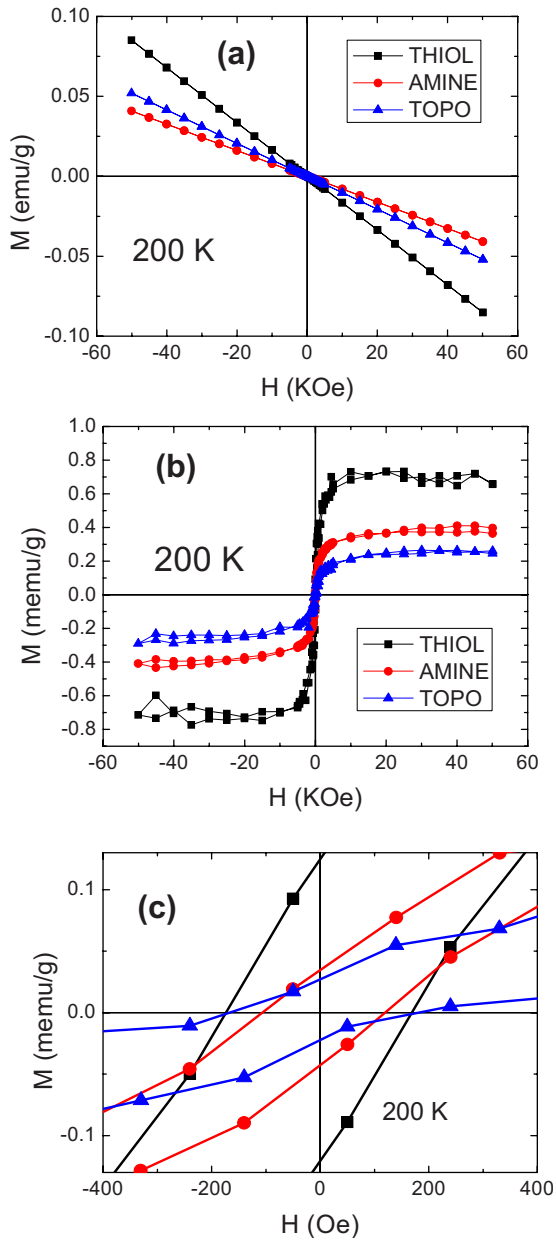 (a)
THIOL
AMINE
TOPO
0.10
0.05
0.00
-0.05
-0.10
M (emu/g)
200 K
-60 -40 -20 0 20 40 60
H (KOe)
(b)
1.0
0.8
0.6
0.4
0.2
0.0
-0.2
-0.4
-0.6
-0.8
M (memu/g)
200 K
THIOL
AMINE
TOPO
-60 -40 -20 0 20 40 60
H (KOe)
(c)
0.1
0.0
-0.1
M (memu/g)
200 K
-400 -200 0 200 400
H (Oe)